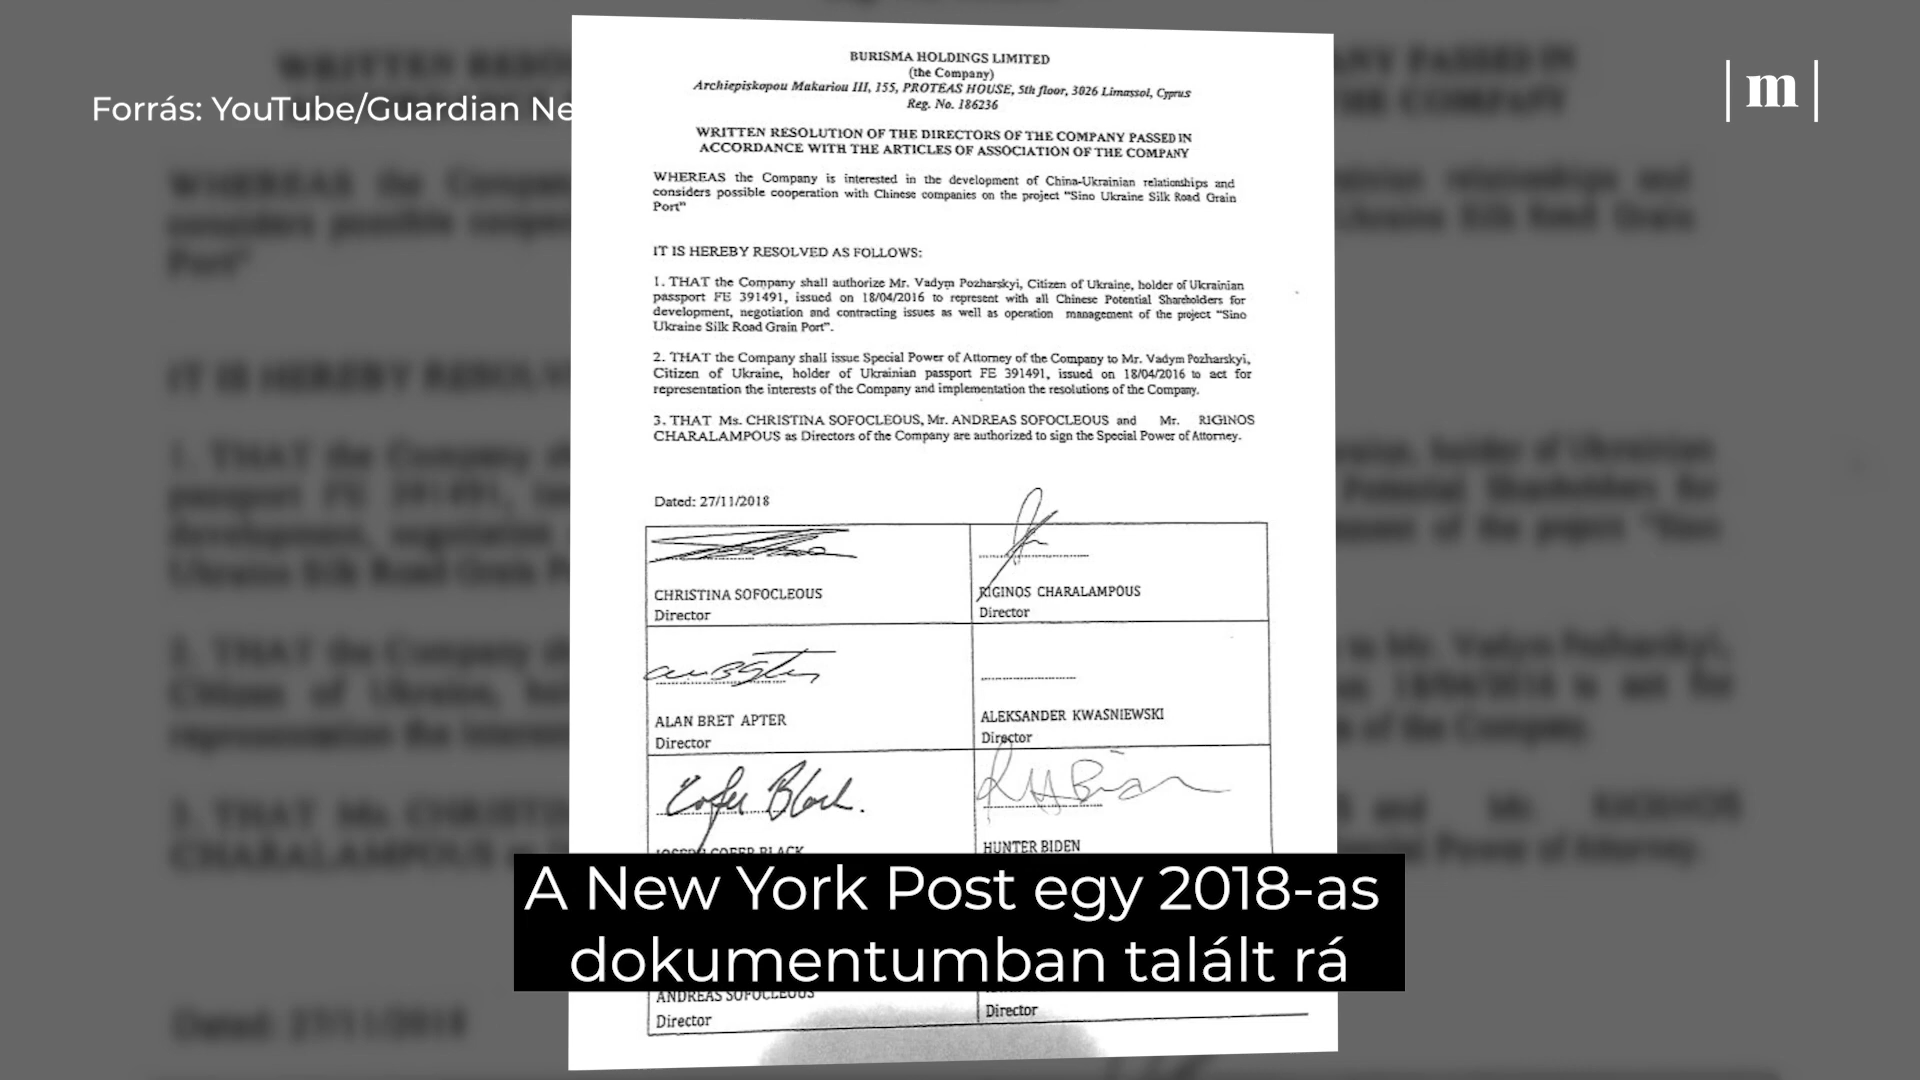 BURISMA HOLDINGS LIMITED
(the Company)
Archiepiskopou Makariou III, 155, PROTEAS HOUSE, 5th floor, 3026 Limassol, Cyprus
Reg. No. 186236
Forrás: YouTube/Guardian Ne
|m|
WRITTEN RESOLUTION OF THE DIRECTORS OF THE COMPANY PASSED IN
ACCORDANCE WITH THE ARTICLES OF ASSOCIATION OF THE COMPANY
WHEREAS the Company is interested in the development of China-Ukrainian relationships and
considers possible cooperation with Chinese companies on the project "Sino Ukraine Silk Road Grain
Port"
IT IS HEREBY RESOLVED AS FOLLOWS:
1. THAT the Company shall authorize Mr. Vadym Pozharskyi, Citizen of Ukraine, holder of Ukrainian
passport FE 391491, issued on 18/04/2016 to represent with all Chinese Potential Shareholders for
development, negotiation and contracting issues as well as operation management of the project "Sino
Ukraine Silk Road Grain Port".
2. THAT the Company shall issue Special Power of Attorney of the Company to Mr. Vadym Pozharskyi,
Citizen of Ukraine, holder of Ukrainian passport FE 391491, issued on 18/04/2016 to act for
representation the interests of the Company and implementation the resolutions of the Company.
3. THAT Ms. CHRISTINA SOFOCLEOUS, Mr. ANDREAS SOFOCLEOUS and Mr. RIGINOS
CHARALAMPOUS as Directors of the Company are authorized to sign the Special Power of Attorney.
Dated: 27/11/2018
CHRISTINA SOFOCLEOUS
Director
RIGINOS CHARALAMPOUS
Director
ALAN BRET APTER
Director
ALEKSANDER KWASNIEWSKI
Director
Cofer Black.
RHBiden
JOSEPH COFER BLACK
HUNTER BIDEN
A New York Post egy 2018-as
dokumentumban talált rá
ANDREAS SOFOCLEOUS
Director
Director